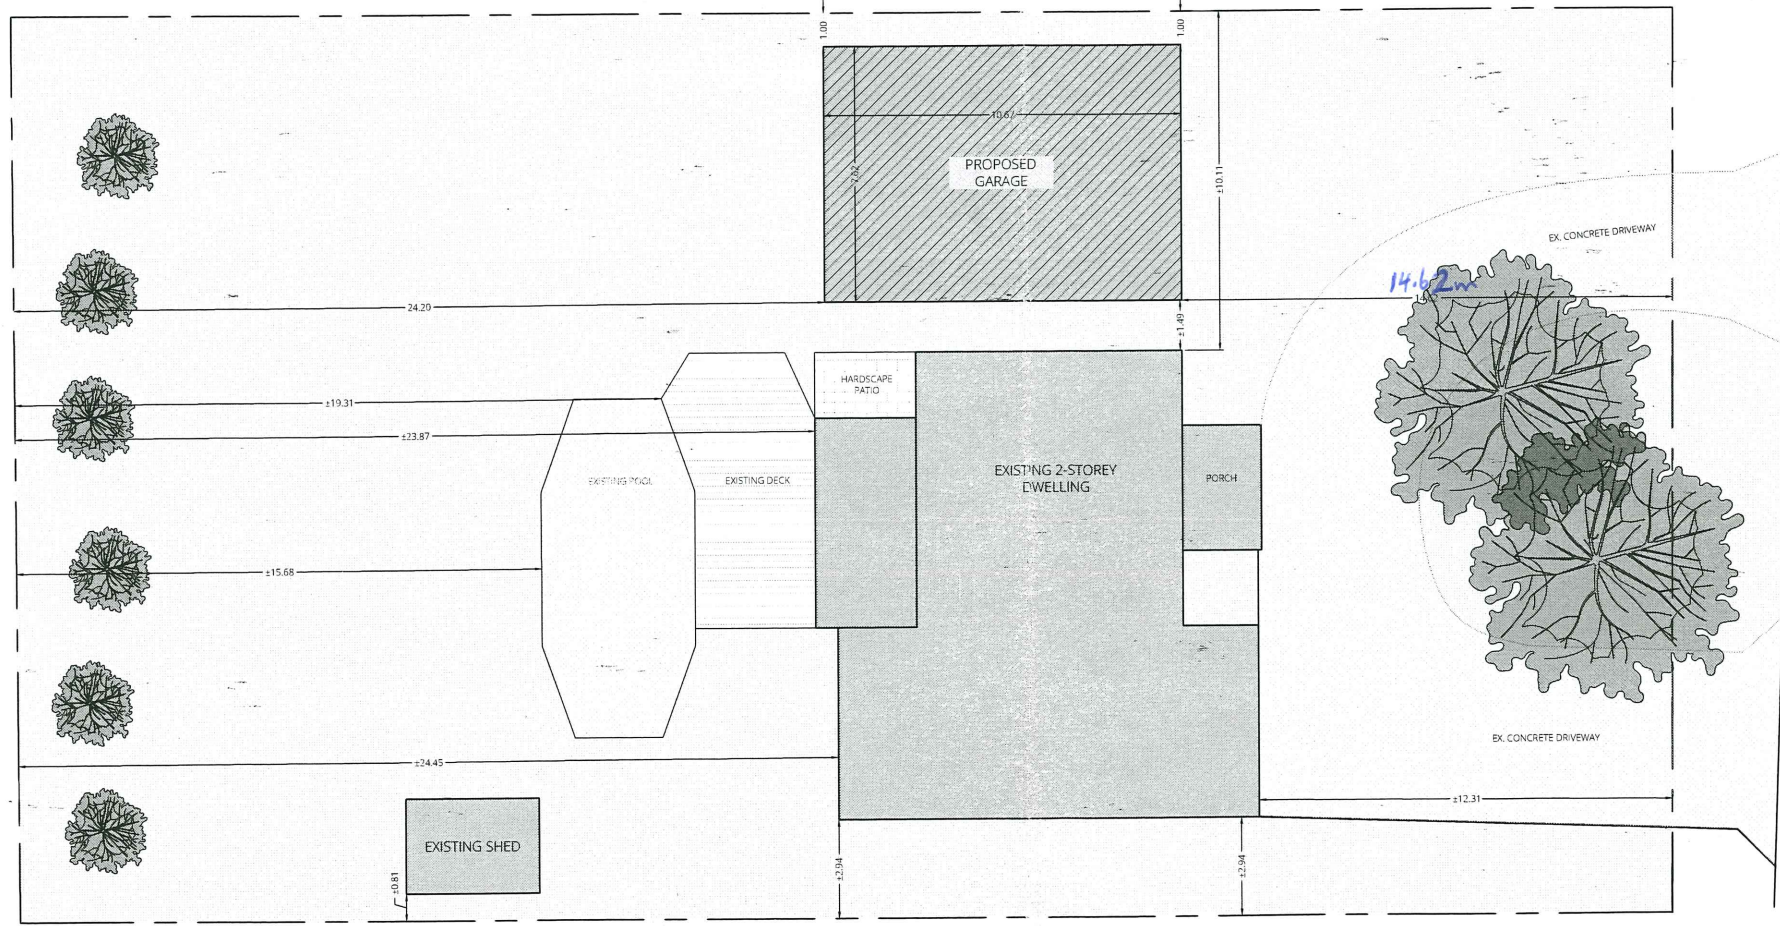 1.00
1.00
10.67
PROPOSED
GARAGE
7.62
±10.11
EX. CONCRETE DRIVEWAY
14.62m
24.20
±1.49
HARDSCAPE
PATIO
±19.31
±23.87
EXISTING POOL
EXISTING DECK
EXISTING 2-STOREY
DWELLING
PORCH
±15.68
EX. CONCRETE DRIVEWAY
±24.45
±12.31
EXISTING SHED
±0.81
±2.94
±2.94